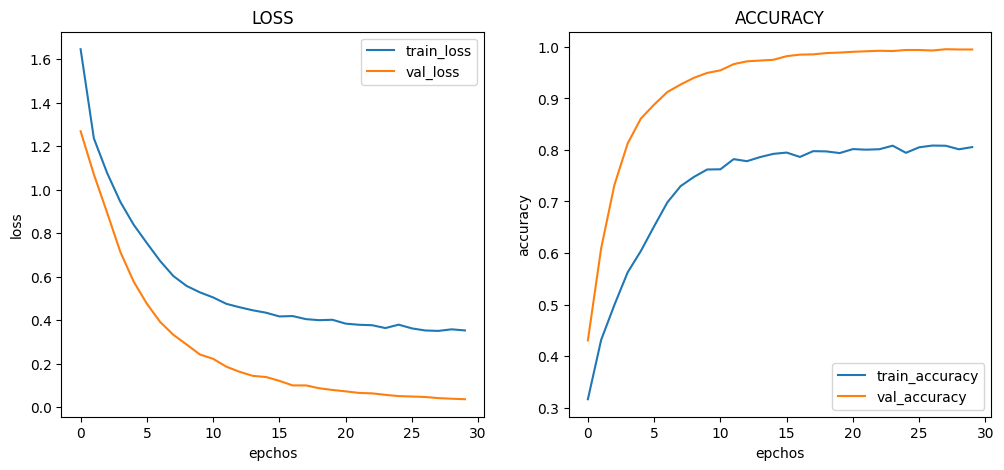 LOSS
train_loss
val_loss
1.6
1.4
1.2
1.0
0.8
0.6
0.4
0.2
0.0
loss
0 5 10 15 20 25 30
epchos
ACCURACY
1.0
0.9
0.8
0.7
0.6
0.5
0.4
0.3
accuracy
train_accuracy
val_accuracy
0 5 10 15 20 25 30
epchos